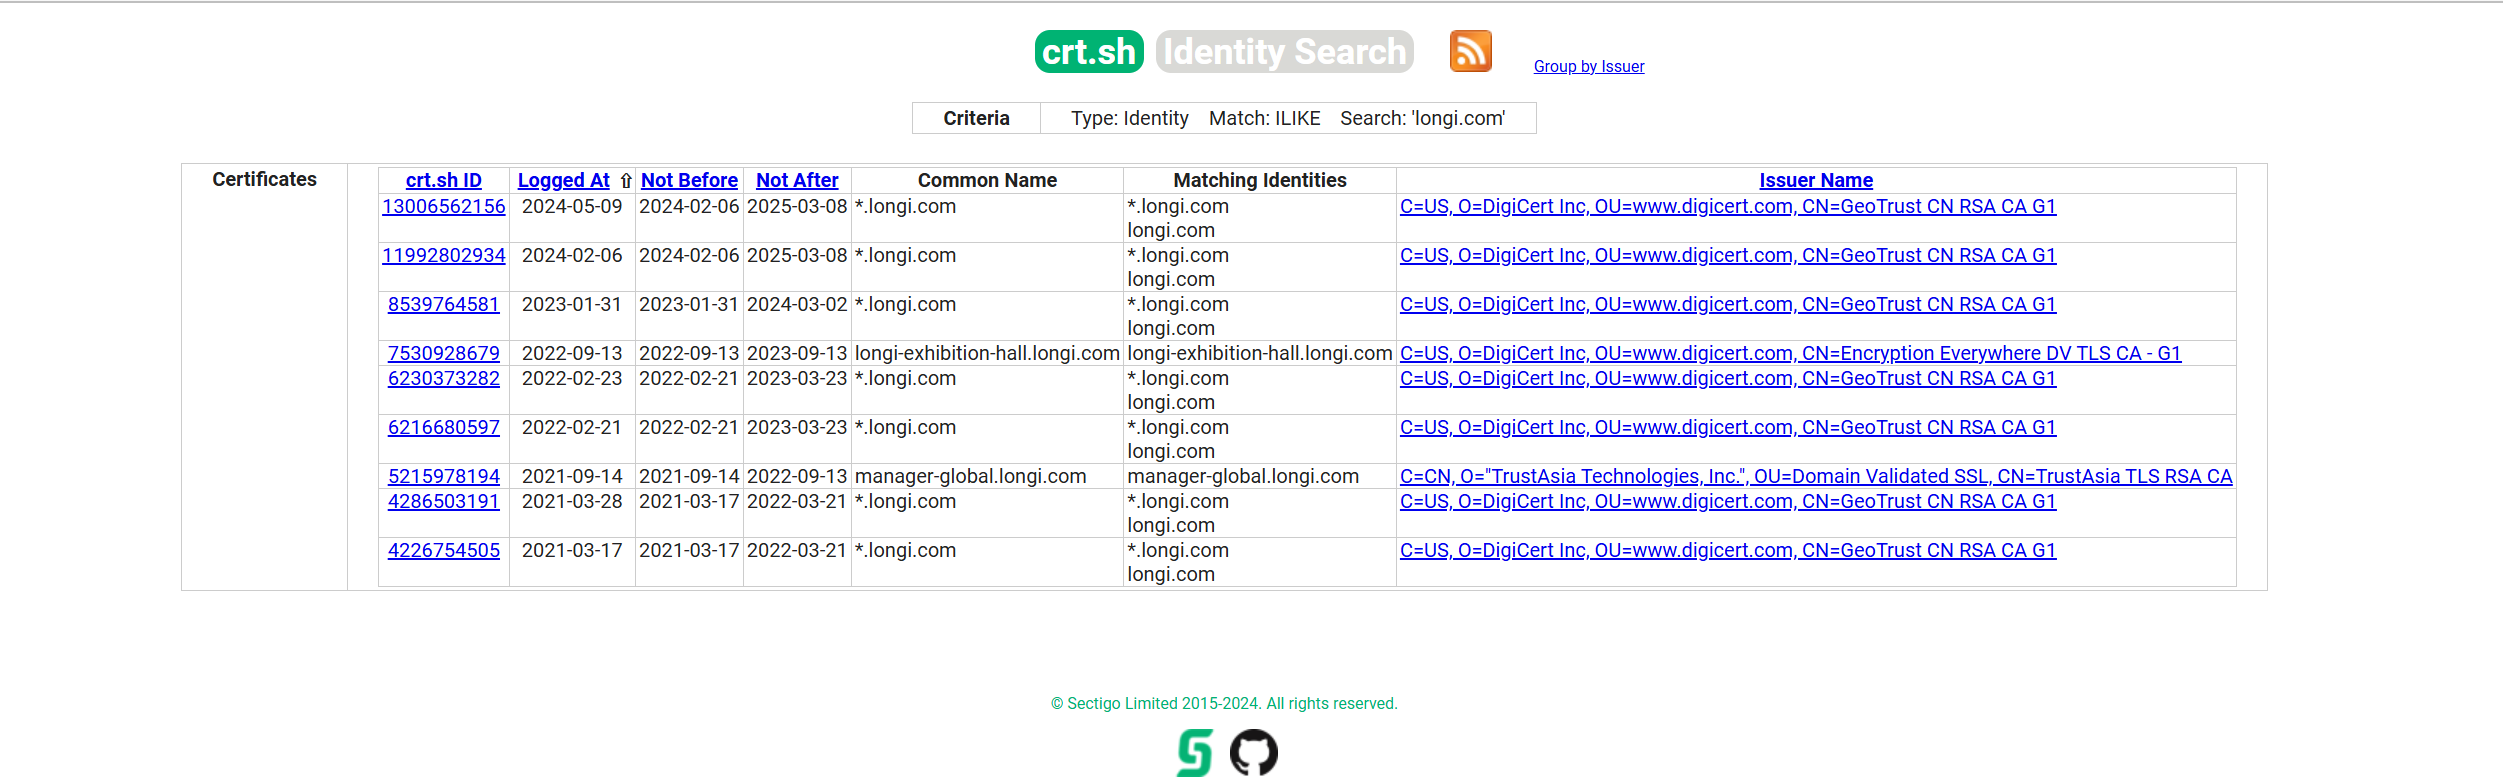 crt.sh Identity Search Group by Issuer
Criteria Type: Identity Match: ILIKE Search: 'longi.com'
Certificates crt.sh ID Logged At ⇧ Not Before Not After Common Name Matching Identities Issuer Name
13006562156 2024-05-09 2024-02-06 2025-03-08 *.longi.com *.longi.com C=US, O=DigiCert Inc, OU=www.digicert.com, CN=GeoTrust CN RSA CA G1
longi.com
11992802934 2024-02-06 2024-02-06 2025-03-08 *.longi.com *.longi.com C=US, O=DigiCert Inc, OU=www.digicert.com, CN=GeoTrust CN RSA CA G1
longi.com
8539764581 2023-01-31 2023-01-31 2024-03-02 *.longi.com *.longi.com C=US, O=DigiCert Inc, OU=www.digicert.com, CN=GeoTrust CN RSA CA G1
longi.com
7530928679 2022-09-13 2022-09-13 2023-09-13 longi-exhibition-hall.longi.com longi-exhibition-hall.longi.com C=US, O=DigiCert Inc, OU=www.digicert.com, CN=Encryption Everywhere DV TLS CA - G1
6230373282 2022-02-23 2022-02-21 2023-03-23 *.longi.com *.longi.com C=US, O=DigiCert Inc, OU=www.digicert.com, CN=GeoTrust CN RSA CA G1
longi.com
6216680597 2022-02-21 2022-02-21 2023-03-23 *.longi.com *.longi.com C=US, O=DigiCert Inc, OU=www.digicert.com, CN=GeoTrust CN RSA CA G1
longi.com
5215978194 2021-09-14 2021-09-14 2022-09-13 manager-global.longi.com manager-global.longi.com C=CN, O="TrustAsia Technologies, Inc.", OU=Domain Validated SSL, CN=TrustAsia TLS RSA CA
4286503191 2021-03-28 2021-03-17 2022-03-21 *.longi.com *.longi.com C=US, O=DigiCert Inc, OU=www.digicert.com, CN=GeoTrust CN RSA CA G1
longi.com
4226754505 2021-03-17 2021-03-17 2022-03-21 *.longi.com *.longi.com C=US, O=DigiCert Inc, OU=www.digicert.com, CN=GeoTrust CN RSA CA G1
longi.com
© Sectigo Limited 2015-2024. All rights reserved.